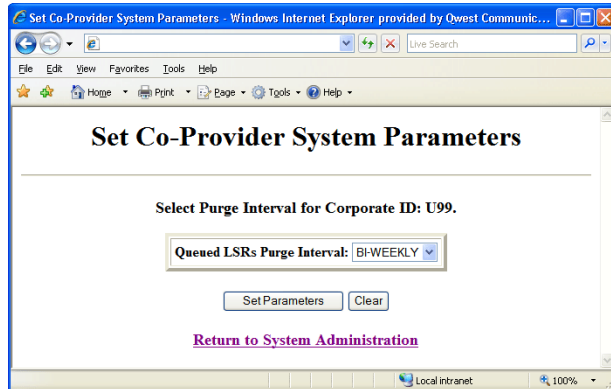 Set Co-Provider System Parameters - Windows Internet Explorer provided by Qwest Communic...
Live Search
File Edit View Favorites Tools Help
Home Print Page Tools Help
Set Co-Provider System Parameters
Select Purge Interval for Corporate ID: U99.
Queued LSRs Purge Interval: BI-WEEKLY
Set Parameters Clear
Return to System Administration
Local intranet 100%